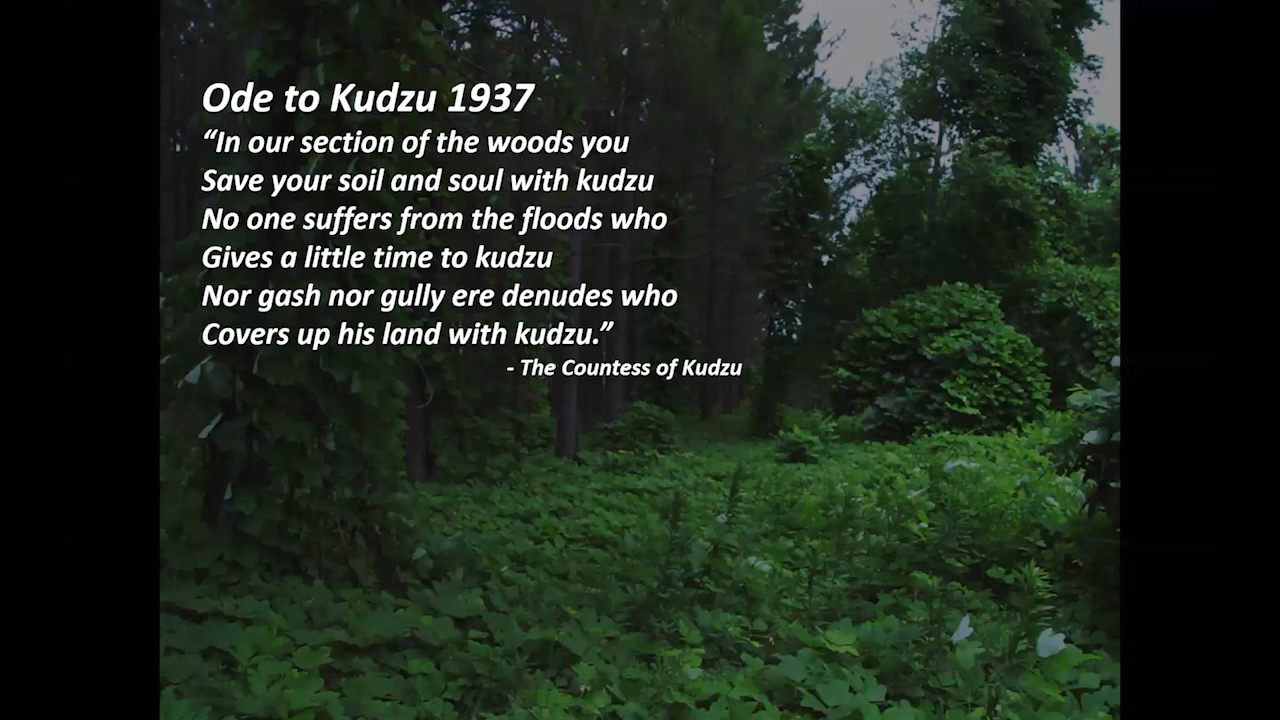 Ode to Kudzu 1937
“In our section of the woods you
Save your soil and soul with kudzu
No one suffers from the floods who
Gives a little time to kudzu
Nor gash nor gully ere denudes who
Covers up his land with kudzu.”
- The Countess of Kudzu